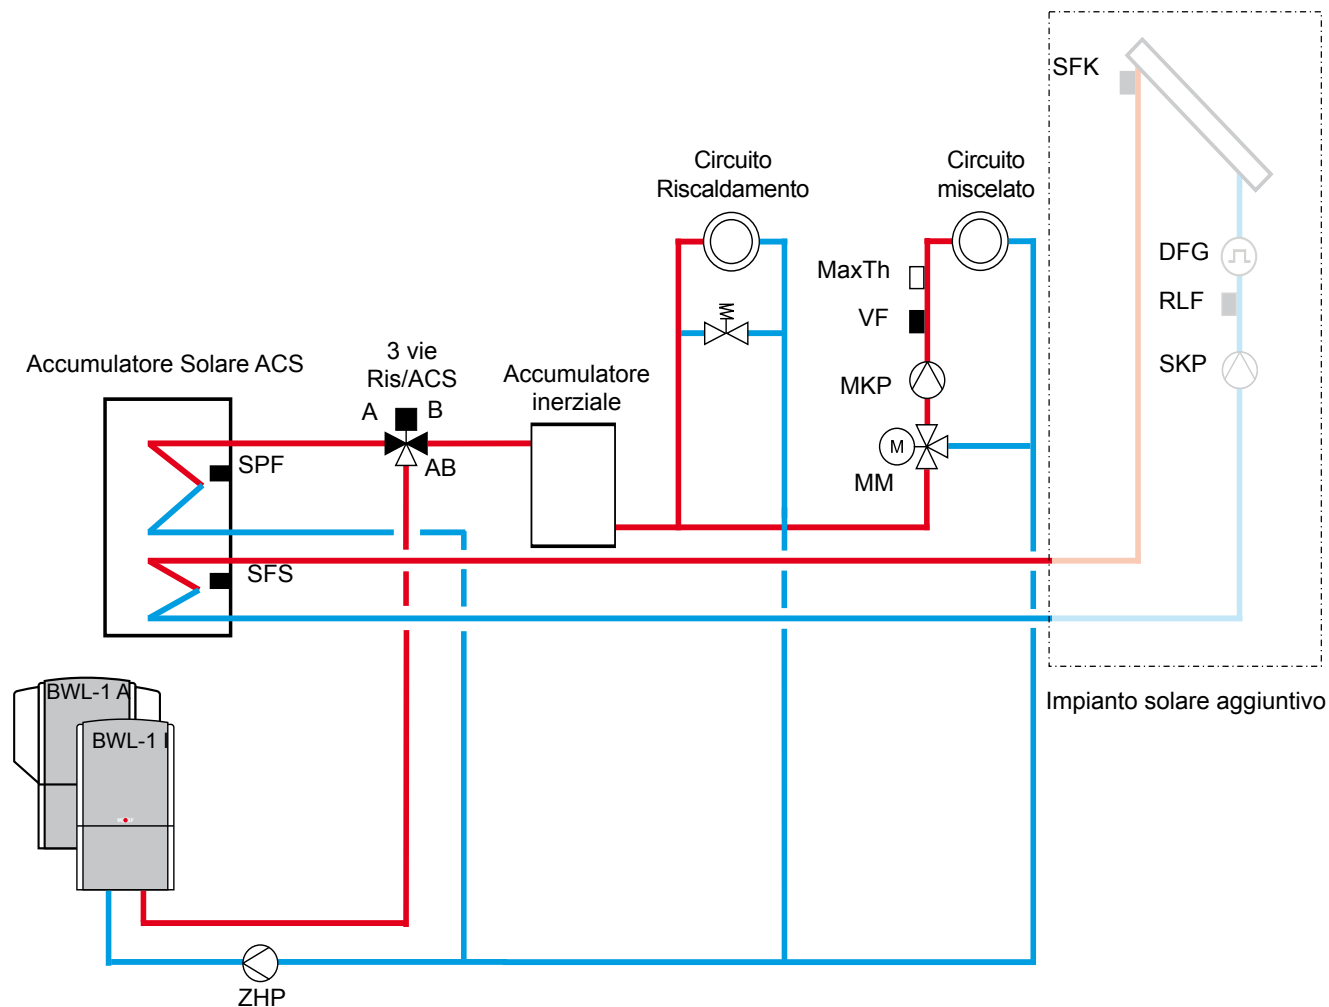 SFK
Circuito
Riscaldamento
Circuito
miscelato
DFG
MaxTh
RLF
VF
SKP
Accumulatore Solare ACS
3 vie
Ris/ACS
Accumulatore
inerziale
MKP
A
B
M
SPF
AB
MM
SFS
BWL-1 A
Impianto solare aggiuntivo
BWL-1 I
ZHP